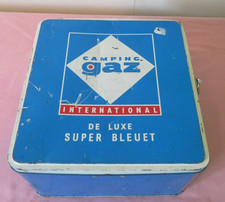 CAMPING
gaz
INTERNATIONAL
DE LUXE
SUPER BLEUET